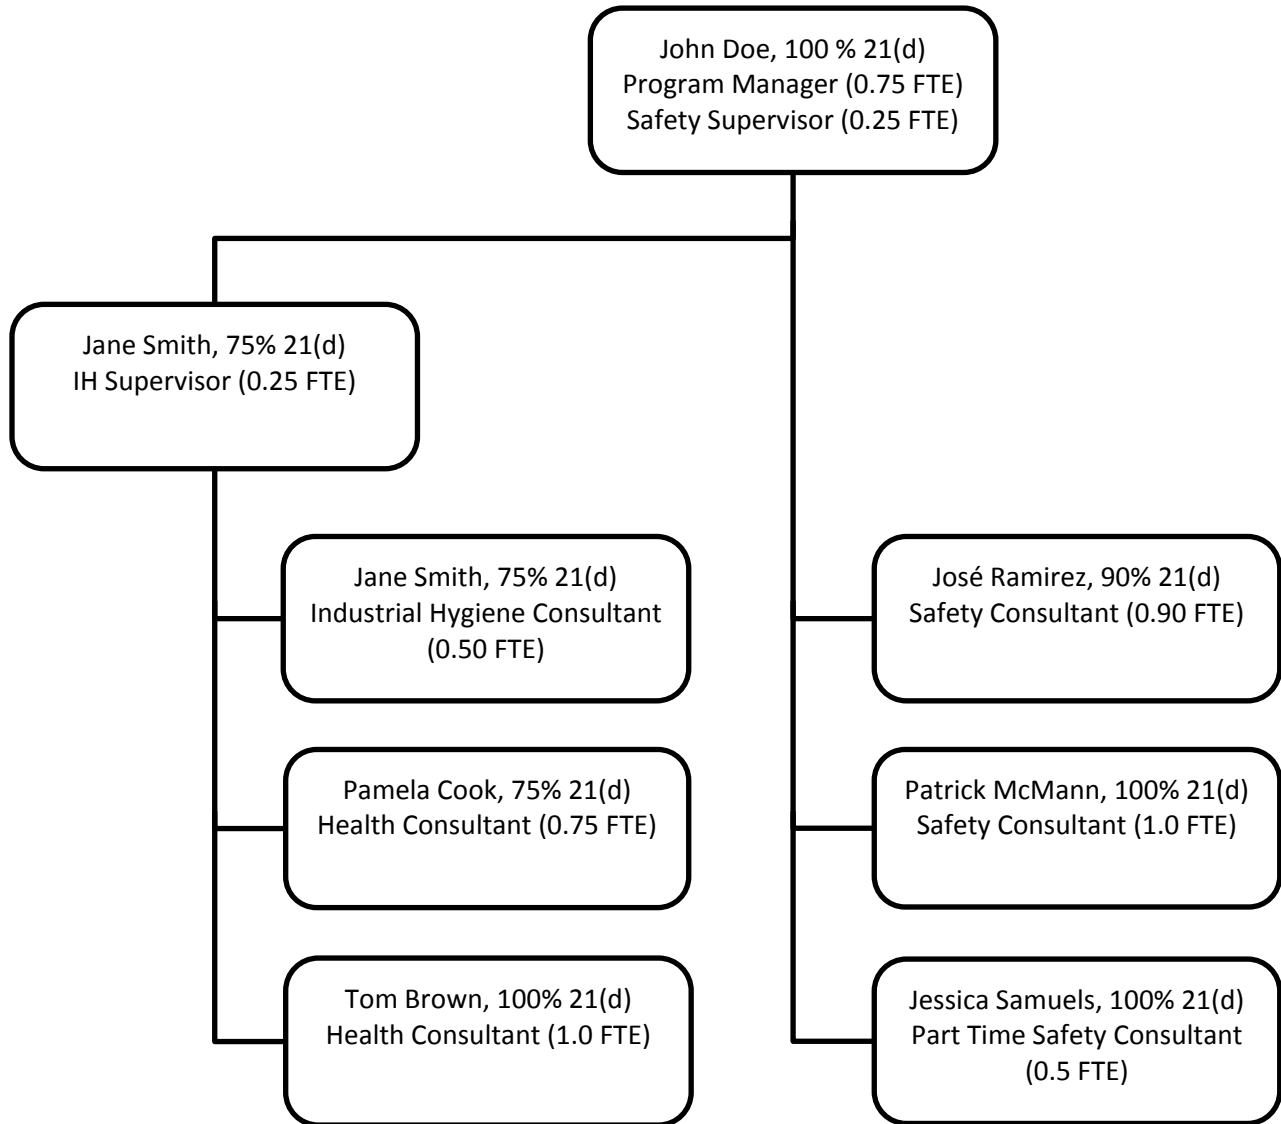 John Doe, 100 % 21(d)
Program Manager (0.75 FTE)
Safety Supervisor (0.25 FTE)
Jane Smith, 75% 21(d)
IH Supervisor (0.25 FTE)
Jane Smith, 75% 21(d)
Industrial Hygiene Consultant
(0.50 FTE)
Pamela Cook, 75% 21(d)
Health Consultant (0.75 FTE)
Tom Brown, 100% 21(d)
Health Consultant (1.0 FTE)
José Ramirez, 90% 21(d)
Safety Consultant (0.90 FTE)
Patrick McMann, 100% 21(d)
Safety Consultant (1.0 FTE)
Jessica Samuels, 100% 21(d)
Part Time Safety Consultant
(0.5 FTE)